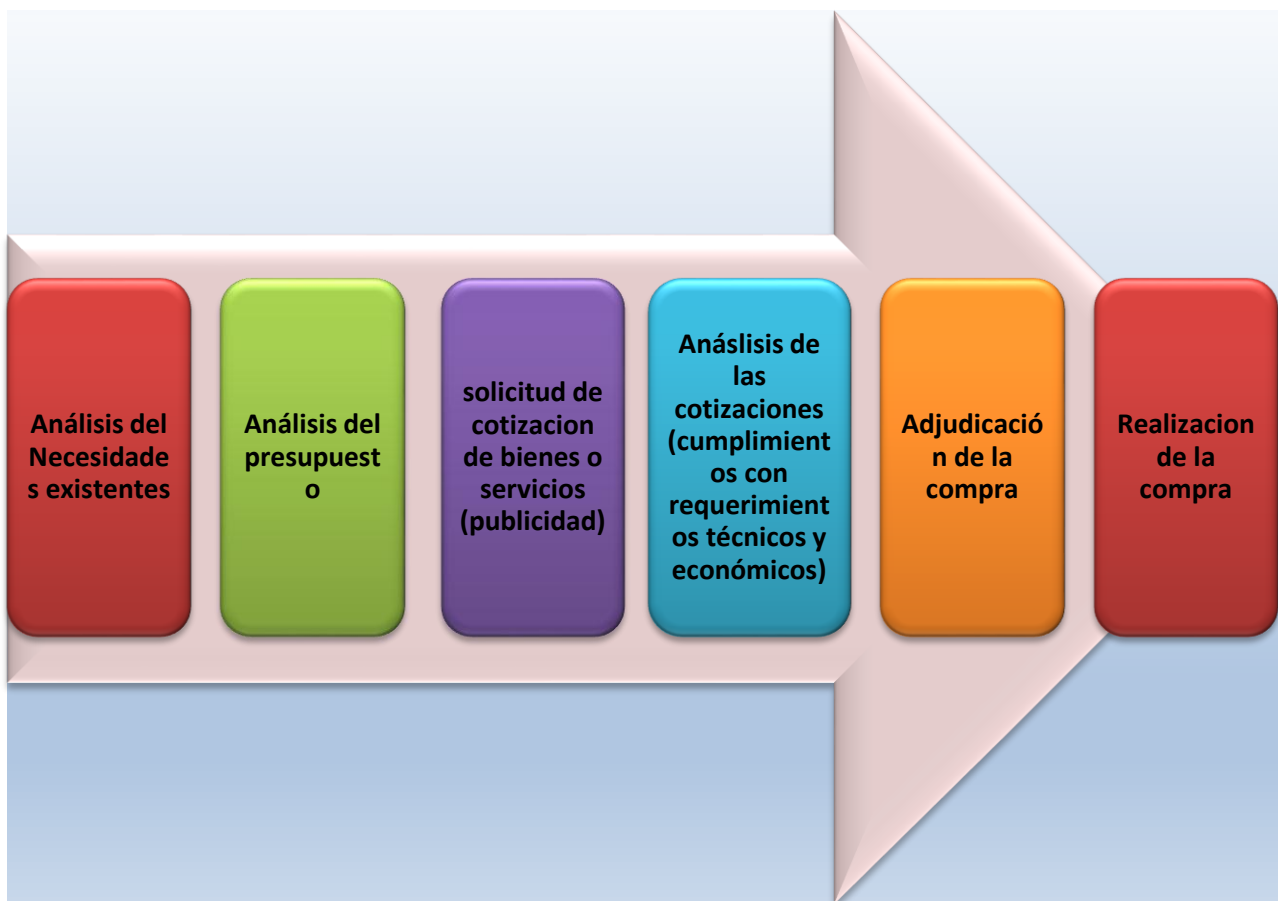 Análisis del
Necesidade
s existentes
Análisis del
presupuest
o
solicitud de
cotizacion
de bienes o
servicios
(publicidad)
Anáslisis de
las
cotizaciones
(cumplimient
os con
requerimient
os técnicos y
económicos)
Adjudicació
n de la
compra
Realizacion
de la
compra